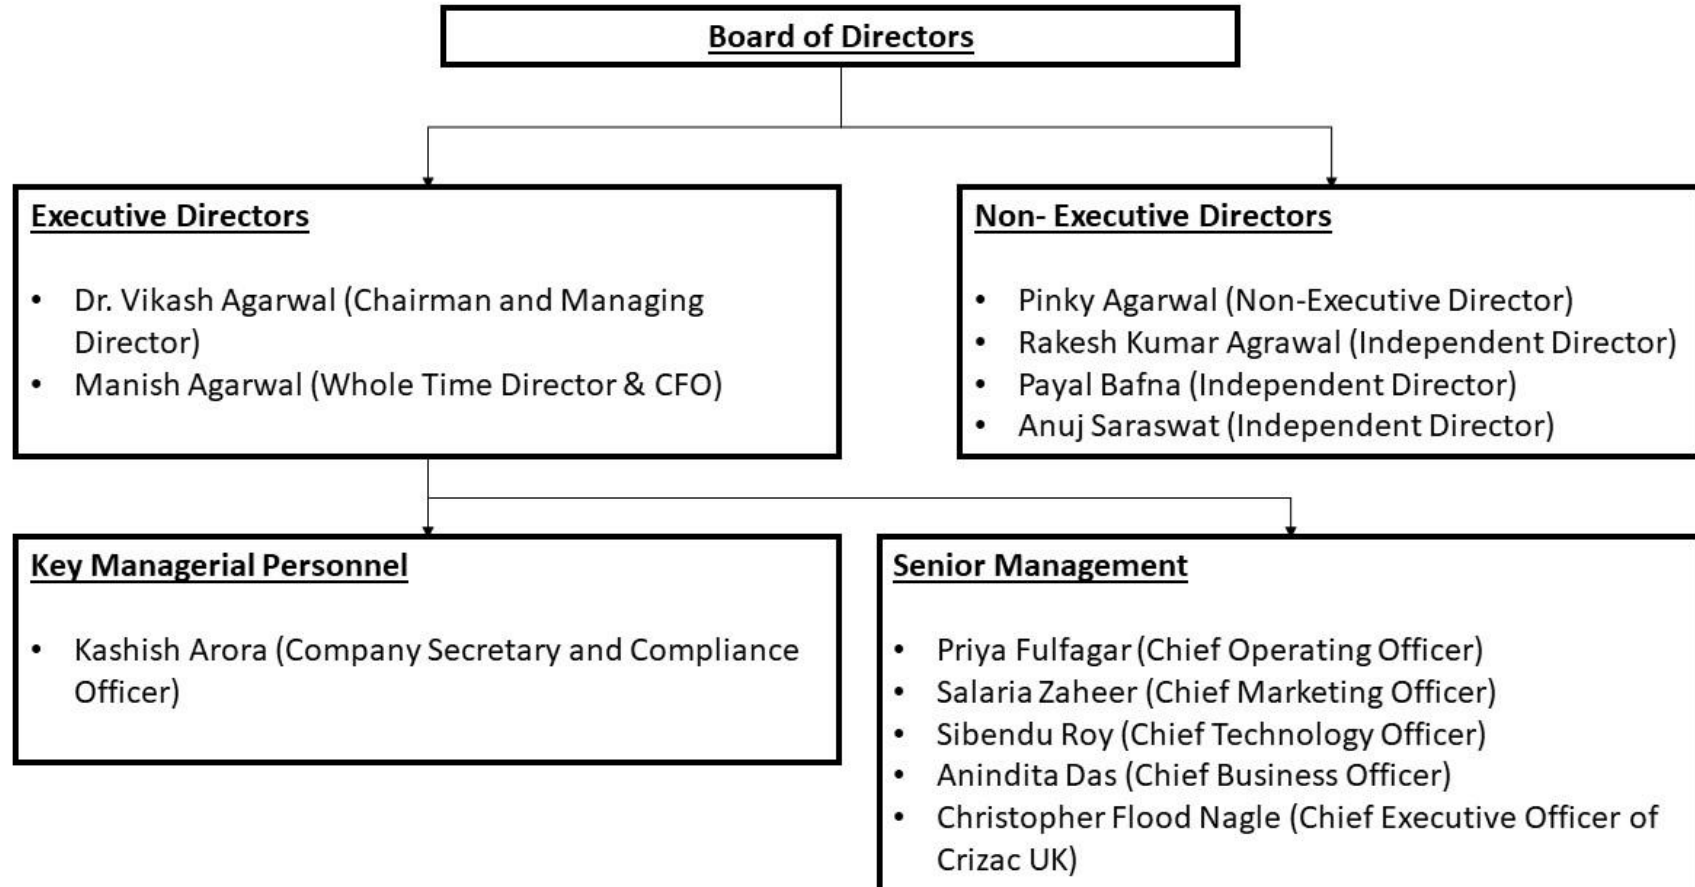 Board of Directors
Executive Directors
• Dr. Vikash Agarwal (Chairman and Managing
Director)
• Manish Agarwal (Whole Time Director & CFO)
Non- Executive Directors
• Pinky Agarwal (Non-Executive Director)
• Rakesh Kumar Agrawal (Independent Director)
• Payal Bafna (Independent Director)
• Anuj Saraswat (Independent Director)
Key Managerial Personnel
• Kashish Arora (Company Secretary and Compliance
Officer)
Senior Management
• Priya Fulfagar (Chief Operating Officer)
• Salaria Zaheer (Chief Marketing Officer)
• Sibendu Roy (Chief Technology Officer)
• Anindita Das (Chief Business Officer)
• Christopher Flood Nagle (Chief Executive Officer of
Crizac UK)